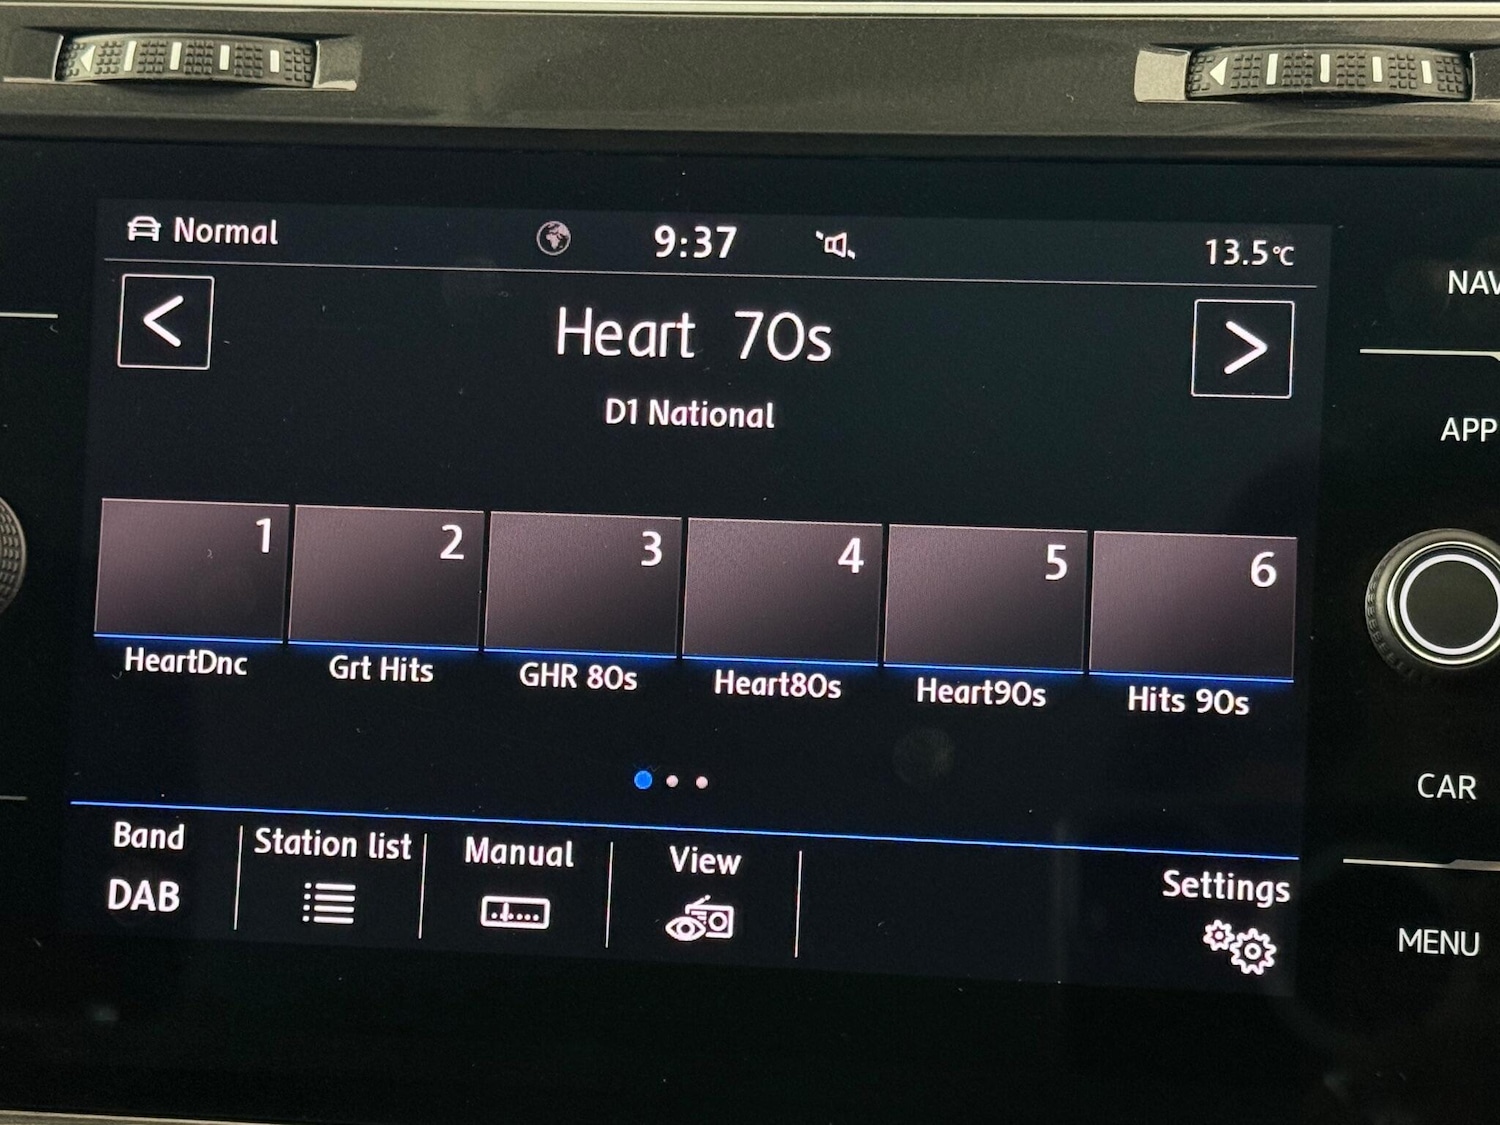 Normal 9:37 13.5°C
< Heart 70s >
D1 National
1 2 3 4 5 6
HeartDnc Grt Hits GHR 80s Heart80s Heart90s Hits 90s
Band Station list Manual View Settings
DAB
NAV
APP
CAR
MENU